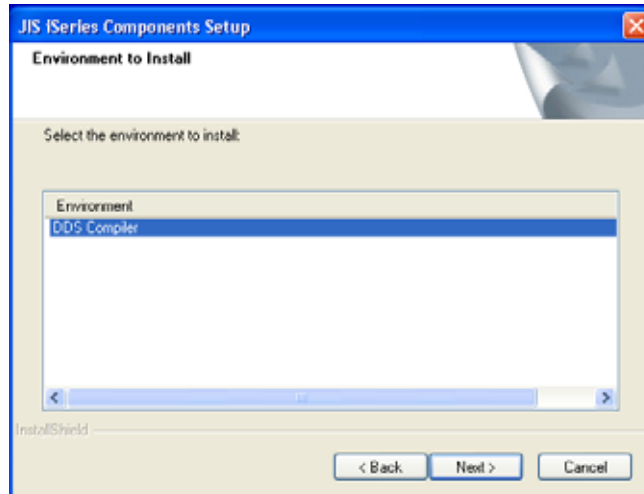 JIS iSeries Components Setup
Environment to Install
Select the environment to install:
Environment
DDS Compiler
InstallShield
< Back
Next >
Cancel